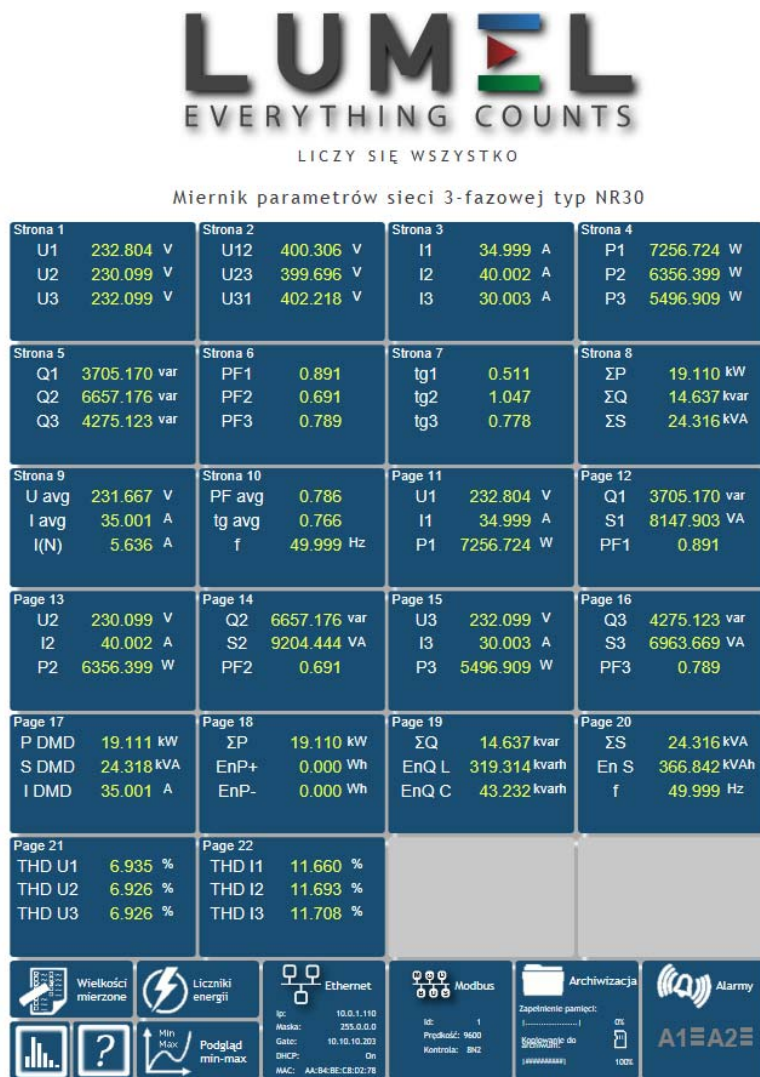 LUMEL
EVERYTHING COUNTS
LICZY SIĘ WSZYSTKO
Miernik parametrów sieci 3-fazowej typ NR30
Strona 1
U1 232.804 V
U2 230.099 V
U3 232.099 V
Strona 2
U12 400.306 V
U23 399.696 V
U31 402.218 V
Strona 3
I1 34.999 A
I2 40.002 A
I3 30.003 A
Strona 4
P1 7256.724 W
P2 6356.399 W
P3 5496.909 W
Strona 5
Q1 3705.170 var
Q2 6657.176 var
Q3 4275.123 var
Strona 6
PF1 0.891
PF2 0.691
PF3 0.789
Strona 7
tg1 0.511
tg2 1.047
tg3 0.778
Strona 8
ΣP 19.110 kW
ΣQ 14.637 kvar
ΣS 24.316 kVA
Strona 9
U avg 231.667 V
I avg 35.001 A
I(N) 5.636 A
Strona 10
PF avg 0.786
tg avg 0.766
f 49.999 Hz
Page 11
U1 232.804 V
I1 34.999 A
P1 7256.724 W
Page 12
Q1 3705.170 var
S1 8147.903 VA
PF1 0.891
Page 13
U2 230.099 V
I2 40.002 A
P2 6356.399 W
Page 14
Q2 6657.176 var
S2 9204.444 VA
PF2 0.691
Page 15
U3 232.099 V
I3 30.003 A
P3 5496.909 W
Page 16
Q3 4275.123 var
S3 6963.669 VA
PF3 0.789
Page 17
P DMD 19.111 kW
S DMD 24.318 kVA
I DMD 35.001 A
Page 18
ΣP 19.110 kW
EnP+ 0.000 Wh
EnP- 0.000 Wh
Page 19
ΣQ 14.637 kvar
EnQ L 319.314 kvarh
EnQ C 43.232 kvarh
Page 20
ΣS 24.316 kVA
En S 366.842 kVAh
f 49.999 Hz
Page 21
THD U1 6.935 %
THD U2 6.926 %
THD U3 6.926 %
Page 22
THD I1 11.660 %
THD I2 11.693 %
THD I3 11.708 %
Wielkości
mierzone
Liczniki
energii
?
Min
Max
Podgląd
min-max
Ethernet
Ip: 10.0.1.110
Maska: 255.0.0.0
Gate: 10.10.10.203
DHCP: On
MAC: AA:B4:BE:CB:D2:78
Modbus
Id: 1
Prędkość: 9600
Kontrola: 8N2
Archiwizacja
Zapełnienie pamięci:
|--------------------| 0%
Kopiowanie do
archiwum:
|##########| 100%
Alarmy
A1 A2